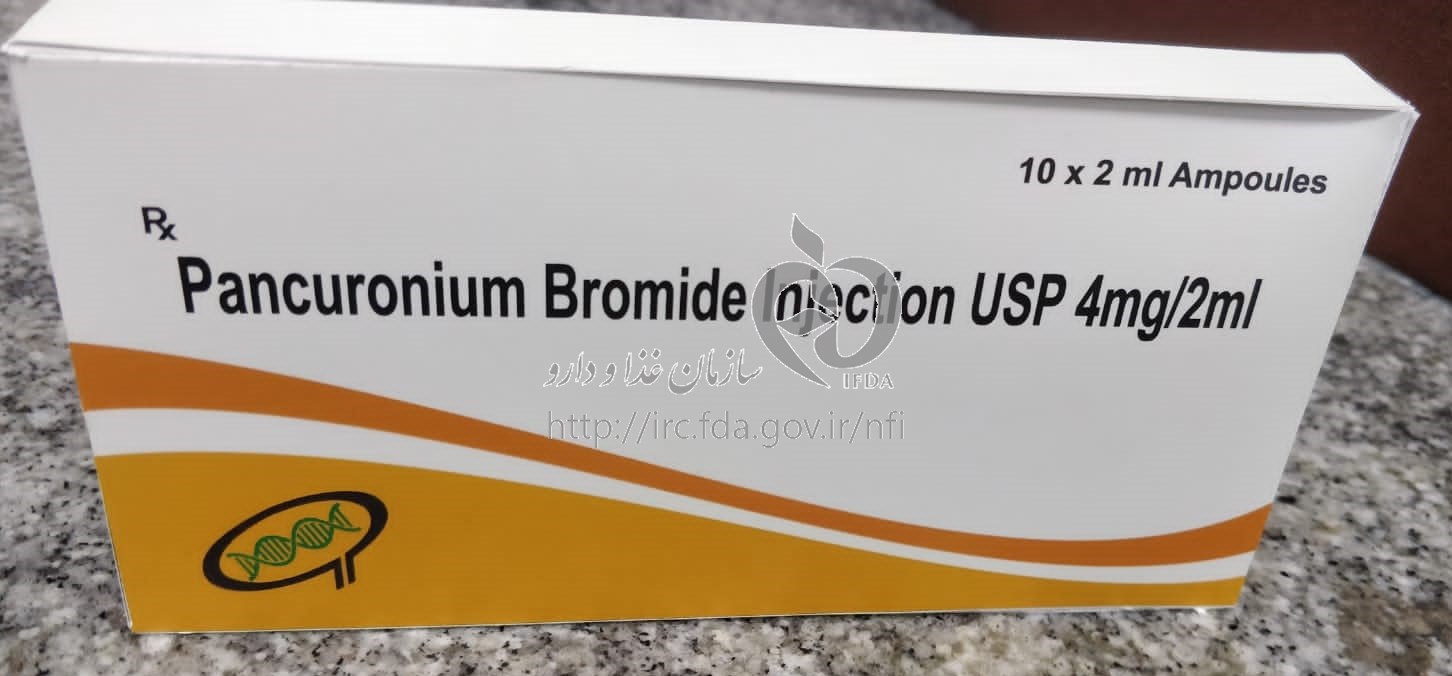 10 x 2 ml Ampoules
Rx
Pancuronium Bromide Injection USP 4mg/2ml
سازمان غذا و دارو
IFDA
http://irc.fda.gov.ir/nfi